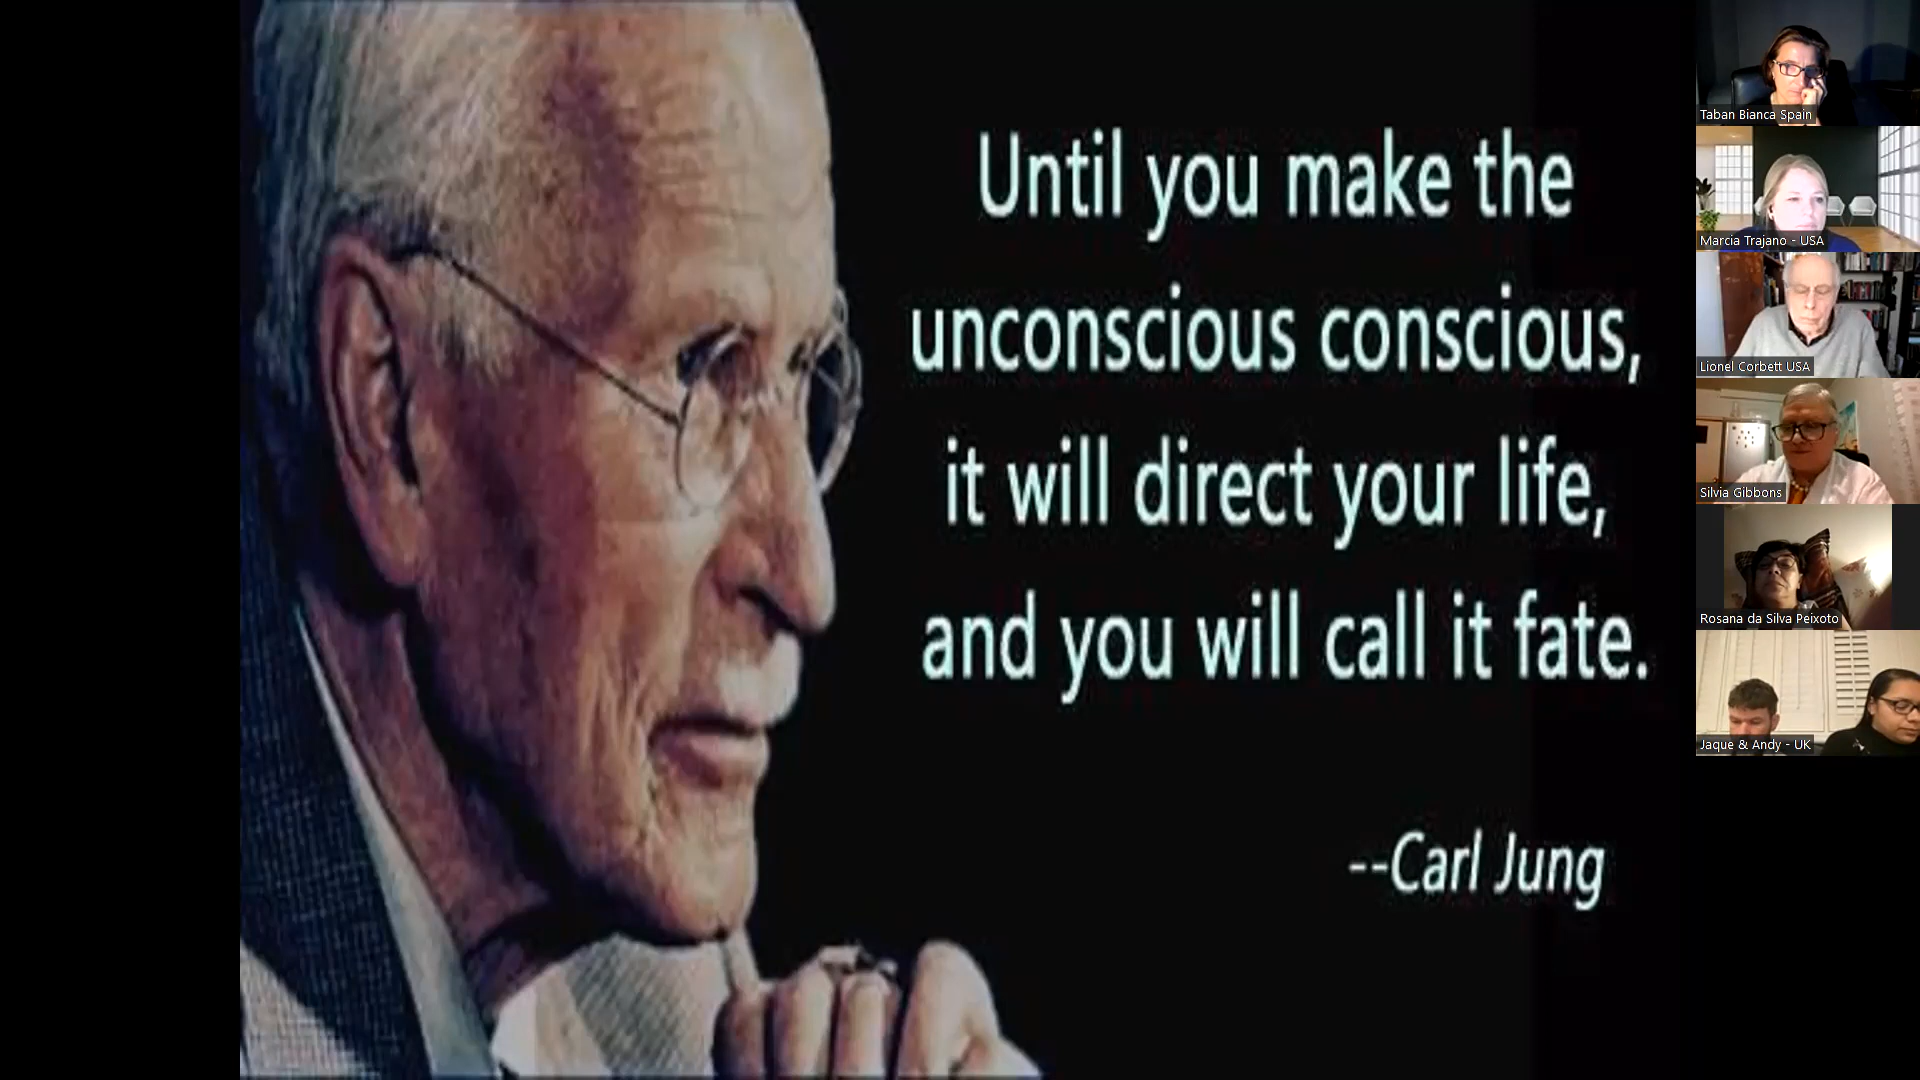 Until you make the
unconscious conscious,
it will direct your life,
and you will call it fate.
--Carl Jung
Taban Bianca Spain
Marcia Trajano - USA
Lionel Corbett USA
Silvia Gibbons
Rosana da Silva Peixoto
Jaque & Andy - UK